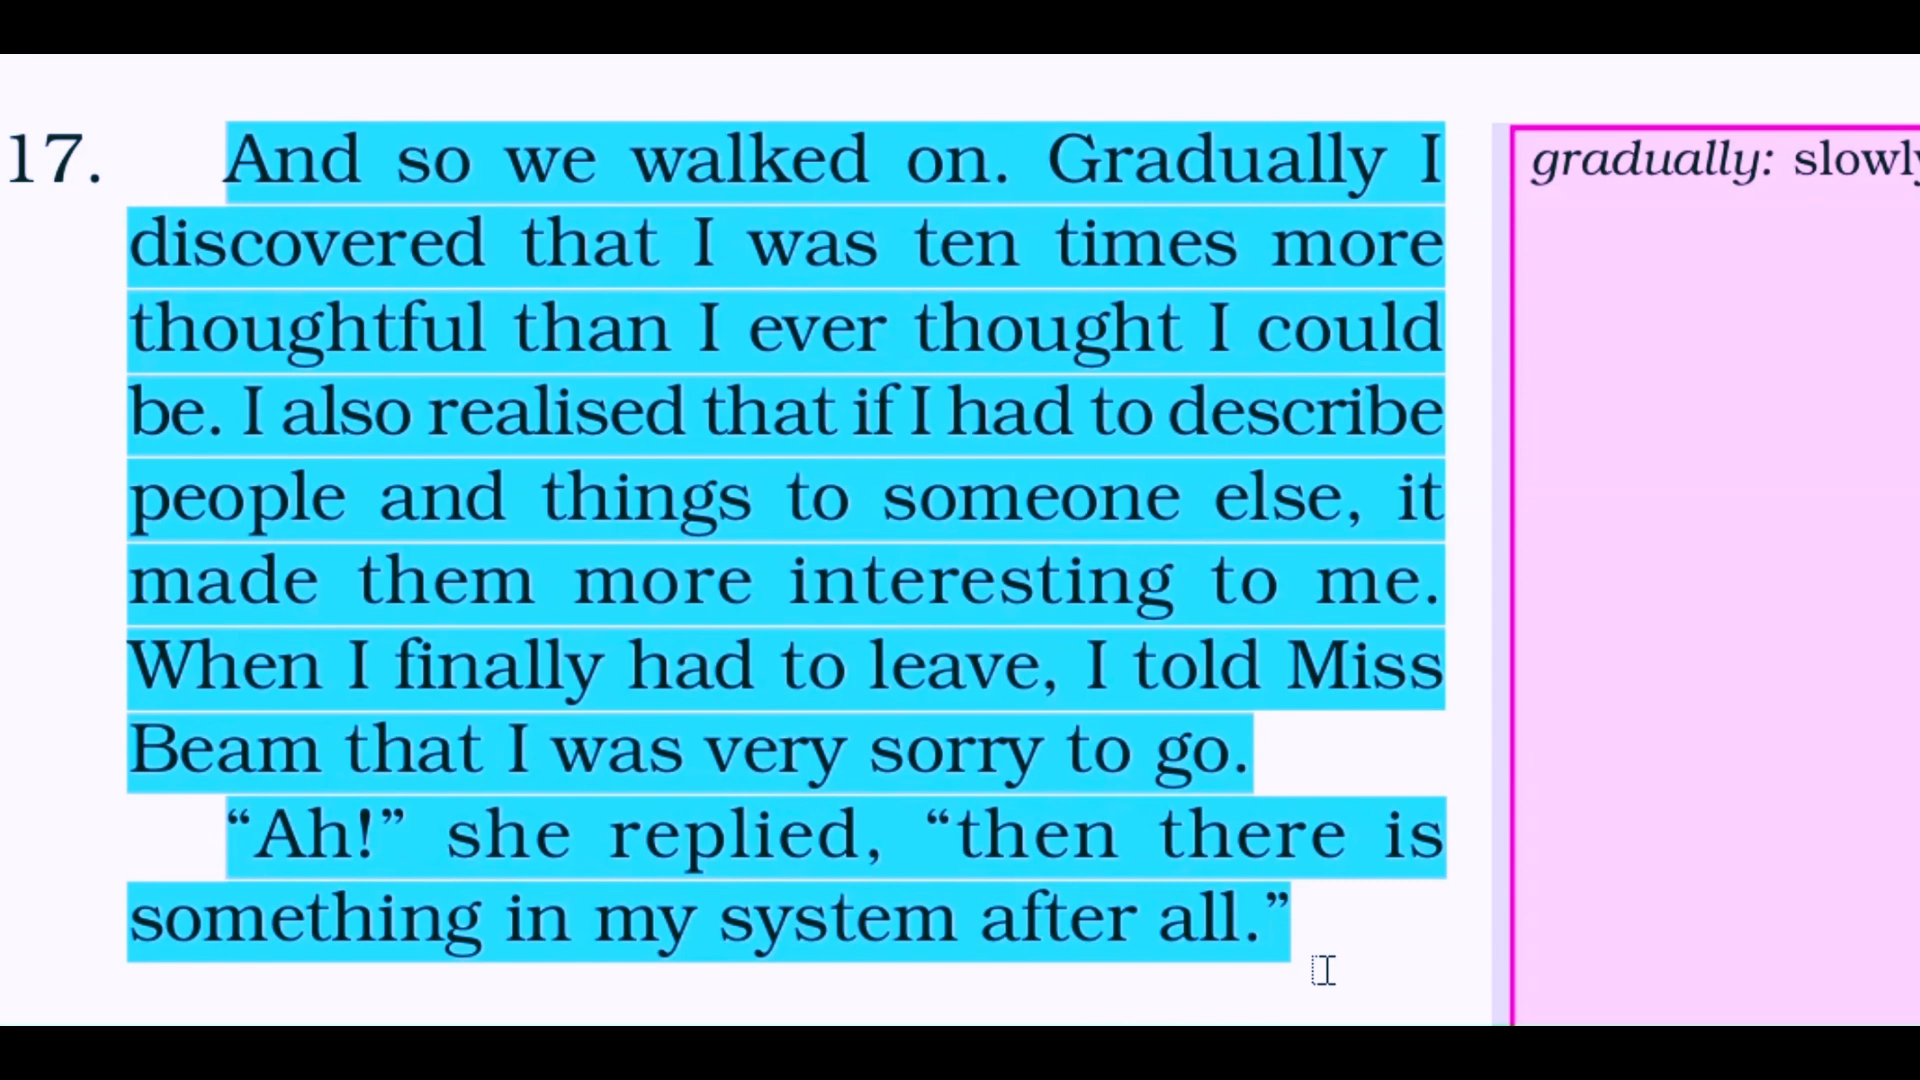 17. And so we walked on. Gradually I
discovered that I was ten times more
thoughtful than I ever thought I could
be. I also realised that if I had to describe
people and things to someone else, it
made them more interesting to me.
When I finally had to leave, I told Miss
Beam that I was very sorry to go.
“Ah!” she replied, “then there is
something in my system after all.”
gradually: slowly